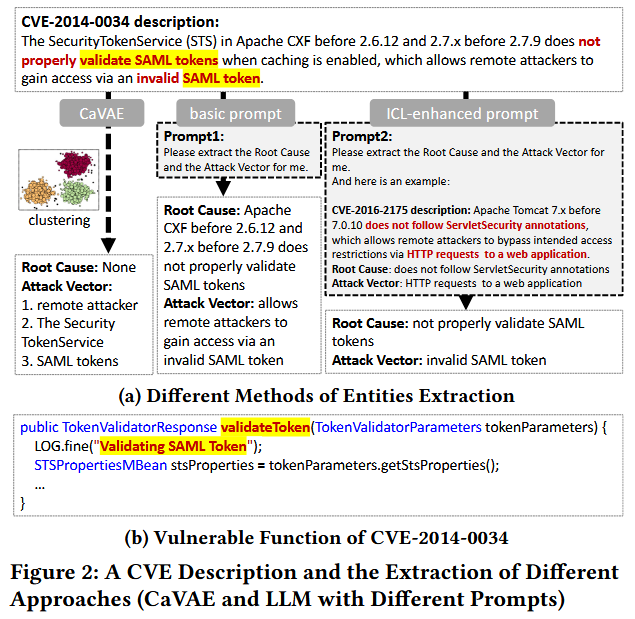 CVE-2014-0034 description:
The SecurityTokenService (STS) in Apache CXF before 2.6.12 and 2.7.x before 2.7.9 does not
properly validate SAML tokens when caching is enabled, which allows remote attackers to
gain access via an invalid SAML token.
CaVAE
clustering
Root Cause: None
Attack Vector:
1. remote attacker
2. The Security
TokenService
3. SAML tokens
basic prompt
Prompt1:
Please extract the Root Cause
and the Attack Vector for me.
Root Cause: Apache
CXF before 2.6.12 and
2.7.x before 2.7.9 does
not properly validate
SAML tokens
Attack Vector: allows
remote attackers to
gain access via an
invalid SAML token
ICL-enhanced prompt
Prompt2:
Please extract the Root Cause and the Attack Vector for
me.
And here is an example:
CVE-2016-2175 description: Apache Tomcat 7.x before
7.0.10 does not follow ServletSecurity annotations,
which allows remote attackers to bypass intended access
restrictions via HTTP requests to a web application.
Root Cause: does not follow ServletSecurity annotations
Attack Vector: HTTP requests to a web application
Root Cause: not properly validate SAML
tokens
Attack Vector: invalid SAML token
(a) Different Methods of Entities Extraction
public TokenValidatorResponse validateToken(TokenValidatorParameters tokenParameters) {
LOG.fine("Validating SAML Token");
STSPropertiesMBean stsProperties = tokenParameters.getStsProperties();
...
}
(b) Vulnerable Function of CVE-2014-0034
Figure 2: A CVE Description and the Extraction of Different
Approaches (CaVAE and LLM with Different Prompts)